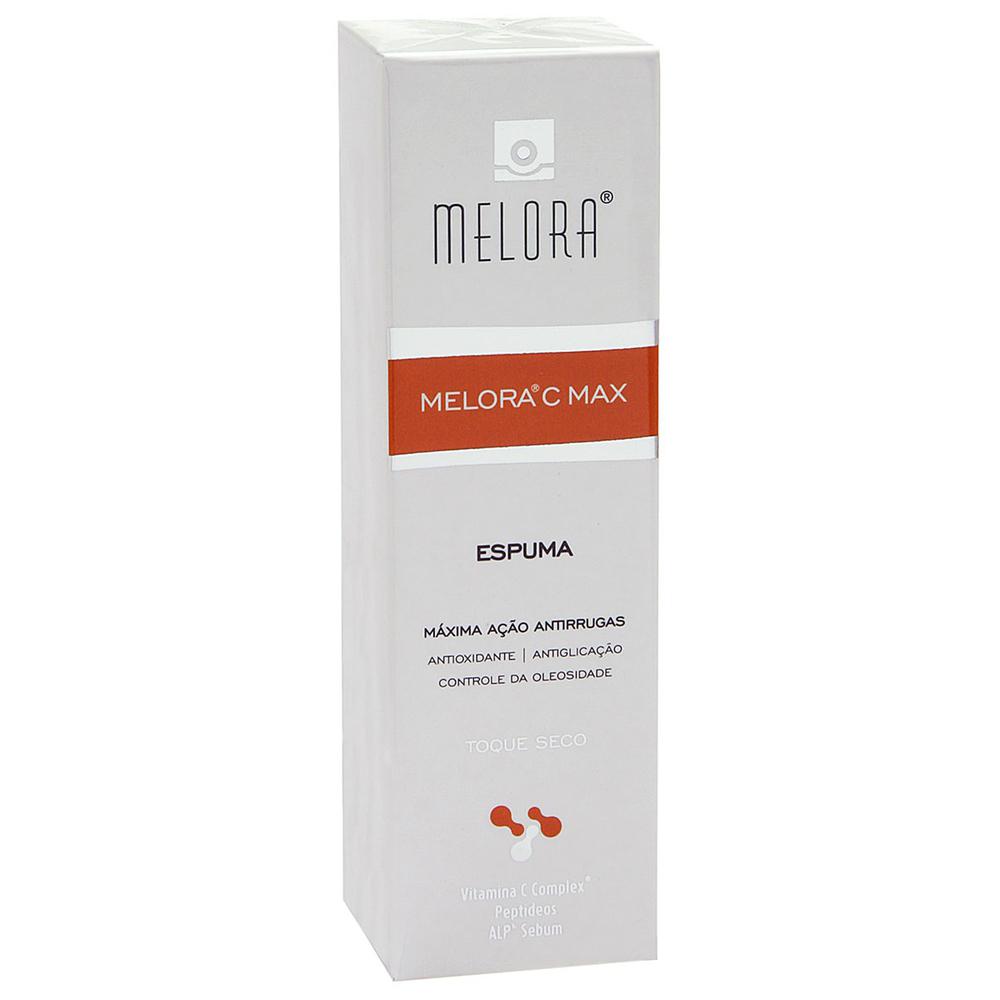 MELORA®
MELORA® C MAX
ESPUMA
MÁXIMA AÇÃO ANTIRRUGAS
ANTIOXIDANTE | ANTIGLICAÇÃO
CONTROLE DA OLEOSIDADE
TOQUE SECO
Vitamina C Complex®
Peptídeos
ALP® Sebum